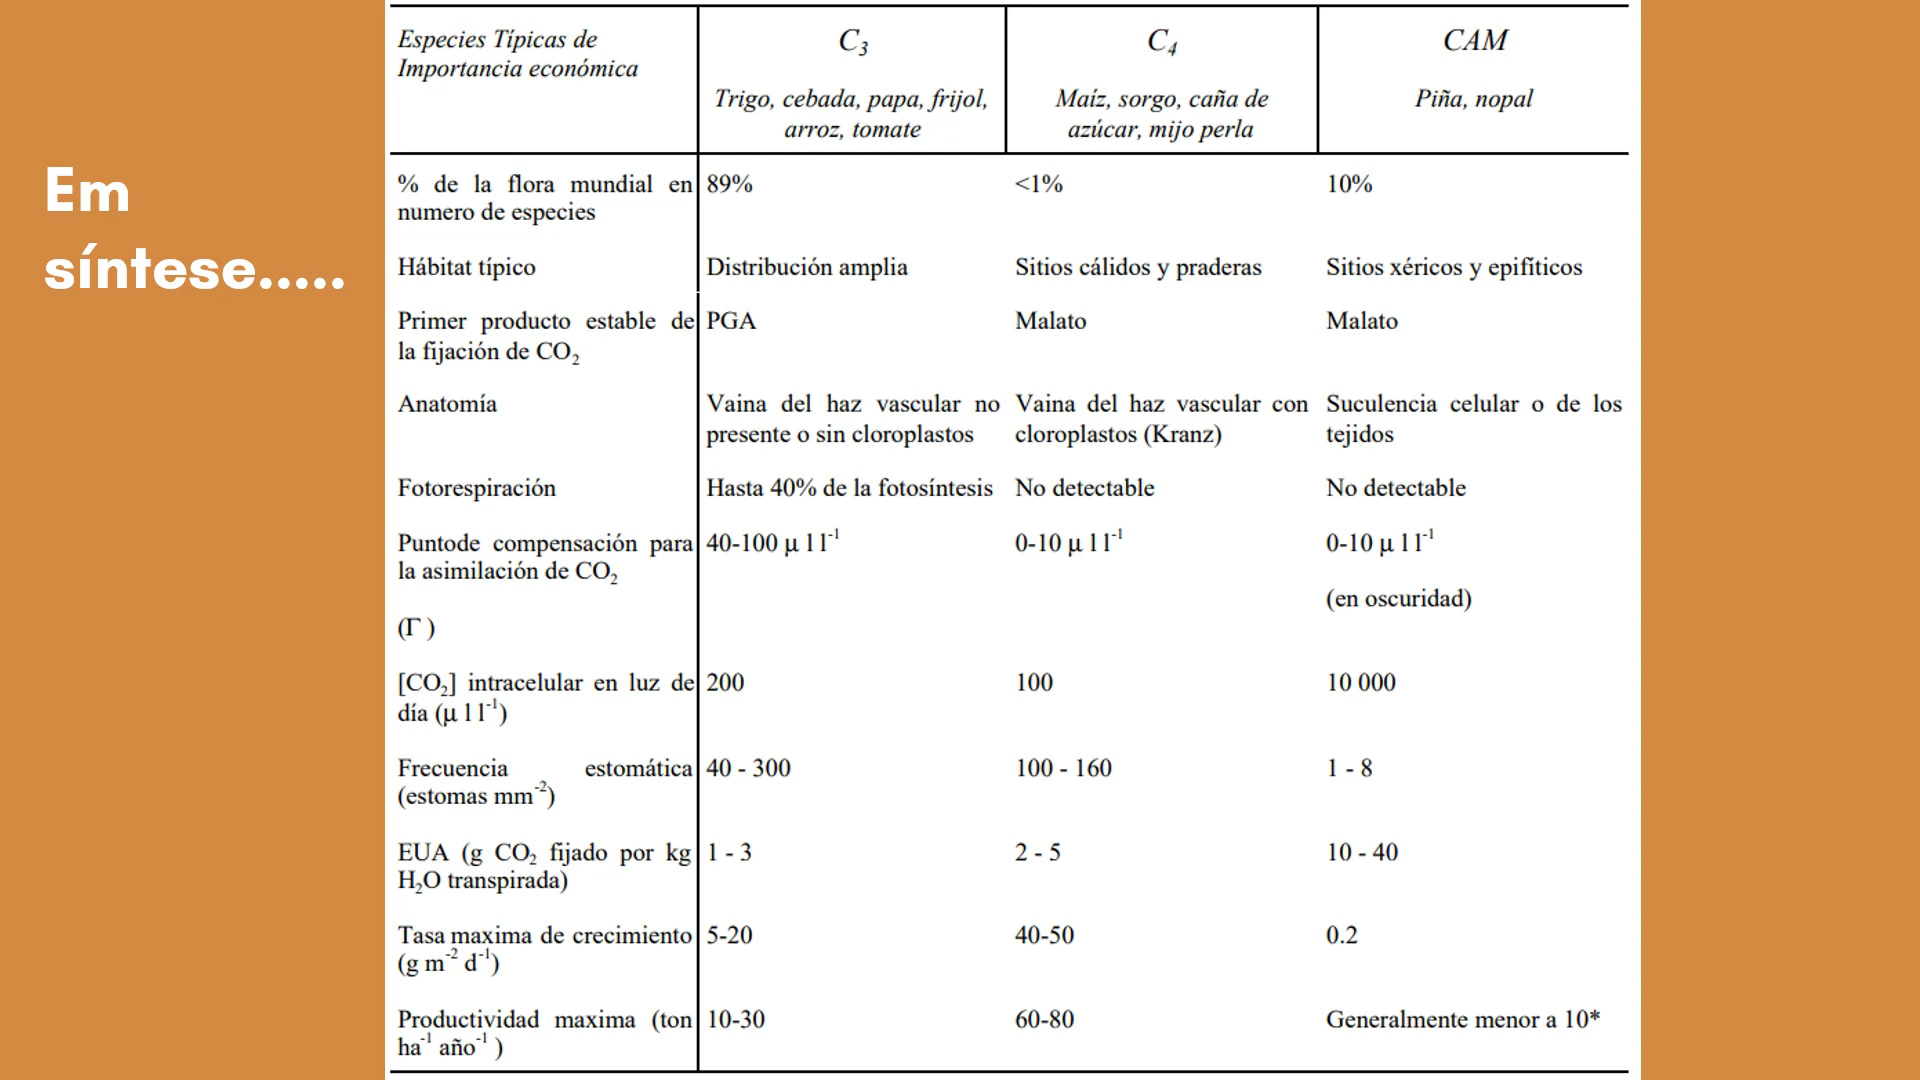 Em
síntese.....
Especies Típicas de
Importancia económica
C₃
Trigo, cebada, papa, frijol,
arroz, tomate
C₄
Maíz, sorgo, caña de
azúcar, mijo perla
CAM
Piña, nopal
% de la flora mundial en
numero de especies
89%
<1%
10%
Hábitat típico
Distribución amplia
Sitios cálidos y praderas
Sitios xéricos y epifíticos
Primer producto estable de
la fijación de CO₂
PGA
Malato
Malato
Anatomía
Vaina del haz vascular no
presente o sin cloroplastos
Vaina del haz vascular con
cloroplastos (Kranz)
Suculencia celular o de los
tejidos
Fotorespiración
Hasta 40% de la fotosíntesis
No detectable
No detectable
Puntode compensación para
la asimilación de CO₂
(Γ )
40-100 µ l l⁻¹
0-10 µ l l⁻¹
0-10 µ l l⁻¹
(en oscuridad)
[CO₂] intracelular en luz de
día (µ l l⁻¹)
200
100
10 000
Frecuencia estomática
(estomas mm⁻²)
40 - 300
100 - 160
1 - 8
EUA (g CO₂ fijado por kg
H₂O transpirada)
1 - 3
2 - 5
10 - 40
Tasa maxima de crecimiento
(g m⁻² d⁻¹)
5-20
40-50
0.2
Productividad maxima (ton
ha⁻¹ año⁻¹ )
10-30
60-80
Generalmente menor a 10*